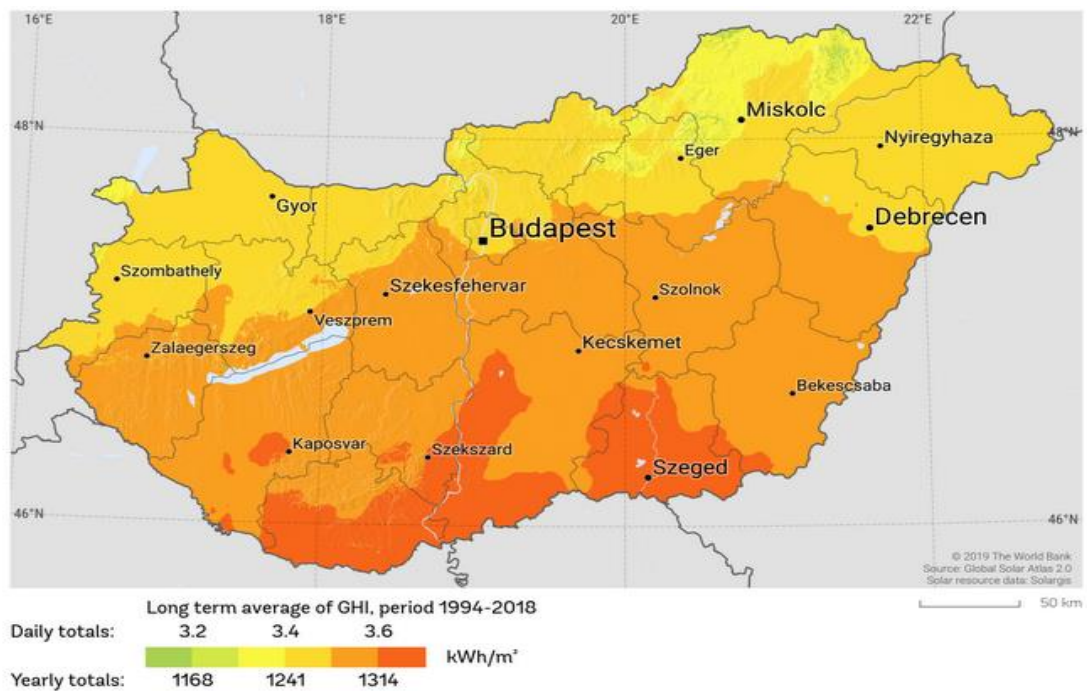 16°E 18°E 20°E 22°E
48°N
Miskolc
48°N
Nyiregyhaza
Eger
Gyor
Debrecen
Budapest
Szombathely
Szekesfehervar
Szolnok
Veszprem
Zalaegerszeg
Kecskemet
Bekescsaba
Kaposvar
Szekszard
Szeged
46°N
46°N
© 2019 The World Bank
Source: Global Solar Atlas 2.0
Solar resource data: Solargis
50 km
Long term average of GHI, period 1994-2018
Daily totals: 3.2 3.4 3.6
kWh/m²
Yearly totals: 1168 1241 1314